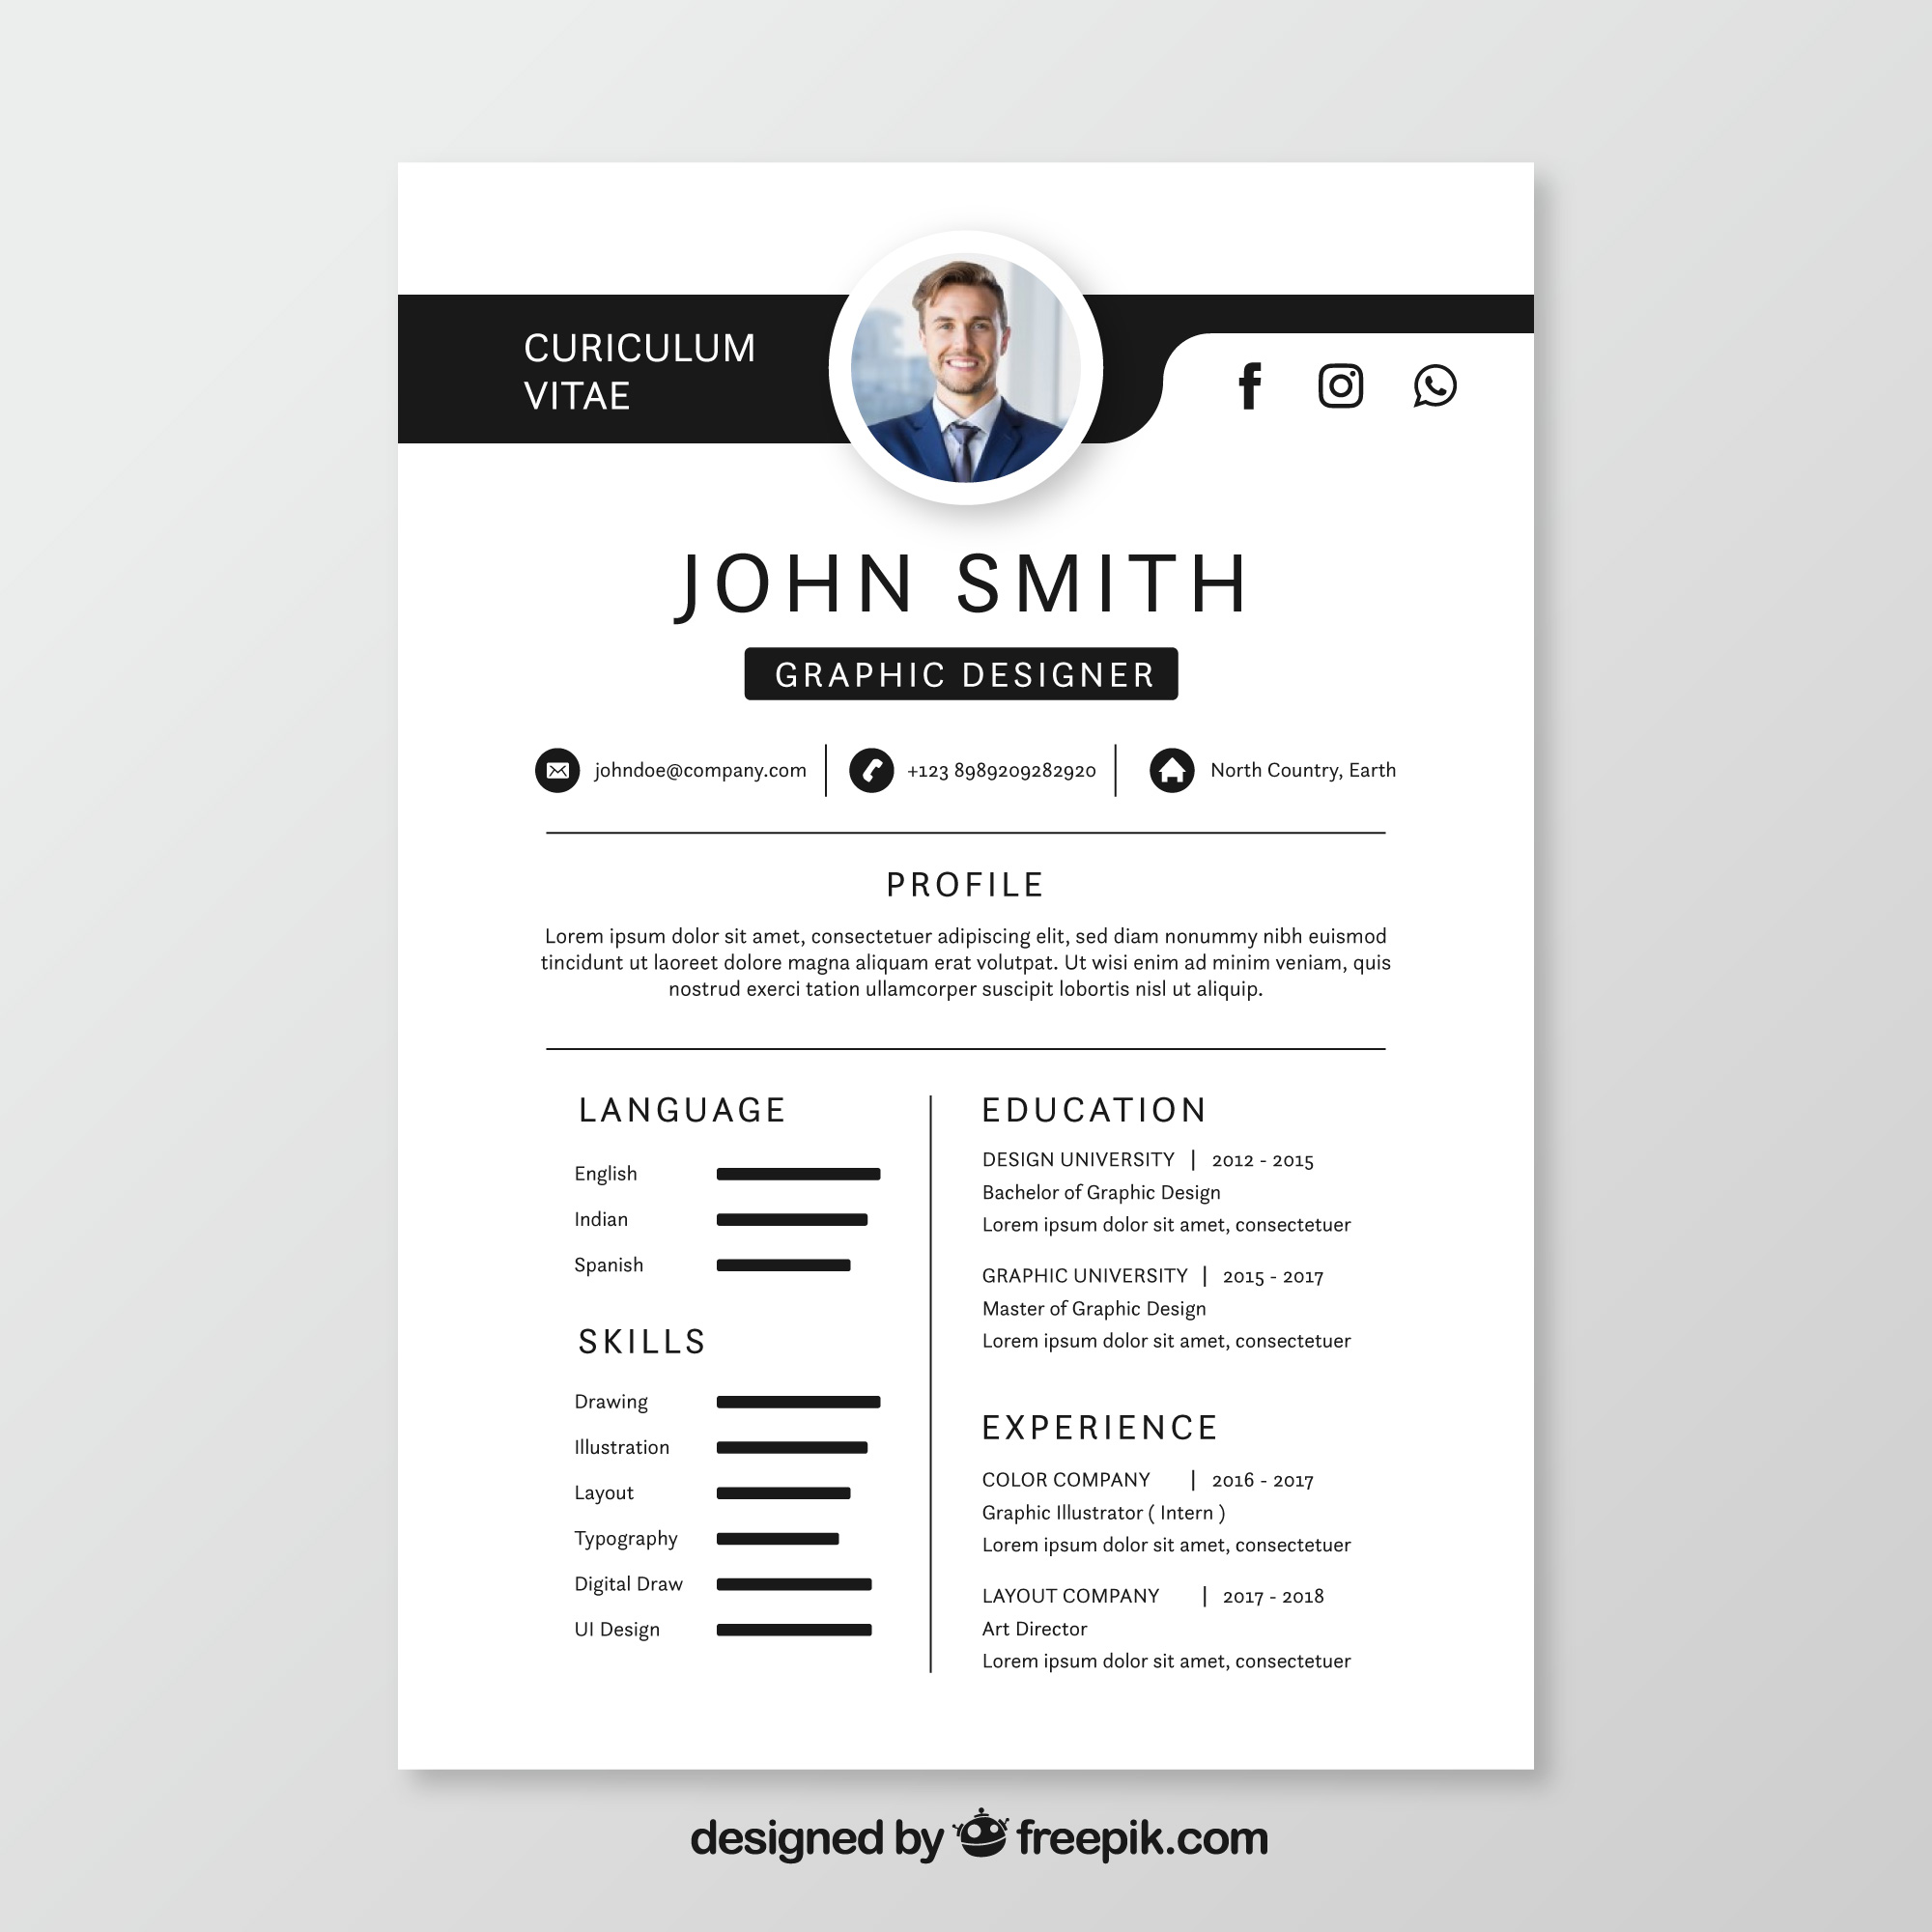 CURICULUM
VITAE
JOHN SMITH
GRAPHIC DESIGNER
johndoe@company.com
+123 8989209282920
North Country, Earth
PROFILE
Lorem ipsum dolor sit amet, consectetuer adipiscing elit, sed diam nonummy nibh euismod
tincidunt ut laoreet dolore magna aliquam erat volutpat. Ut wisi enim ad minim veniam, quis
nostrud exerci tation ullamcorper suscipit lobortis nisl ut aliquip.
LANGUAGE
English
Indian
Spanish
SKILLS
Drawing
Illustration
Layout
Typography
Digital Draw
UI Design
EDUCATION
DESIGN UNIVERSITY | 2012 - 2015
Bachelor of Graphic Design
Lorem ipsum dolor sit amet, consectetuer
GRAPHIC UNIVERSITY | 2015 - 2017
Master of Graphic Design
Lorem ipsum dolor sit amet, consectetuer
EXPERIENCE
COLOR COMPANY | 2016 - 2017
Graphic Illustrator ( Intern )
Lorem ipsum dolor sit amet, consectetuer
LAYOUT COMPANY | 2017 - 2018
Art Director
Lorem ipsum dolor sit amet, consectetuer
designed by freepik.com